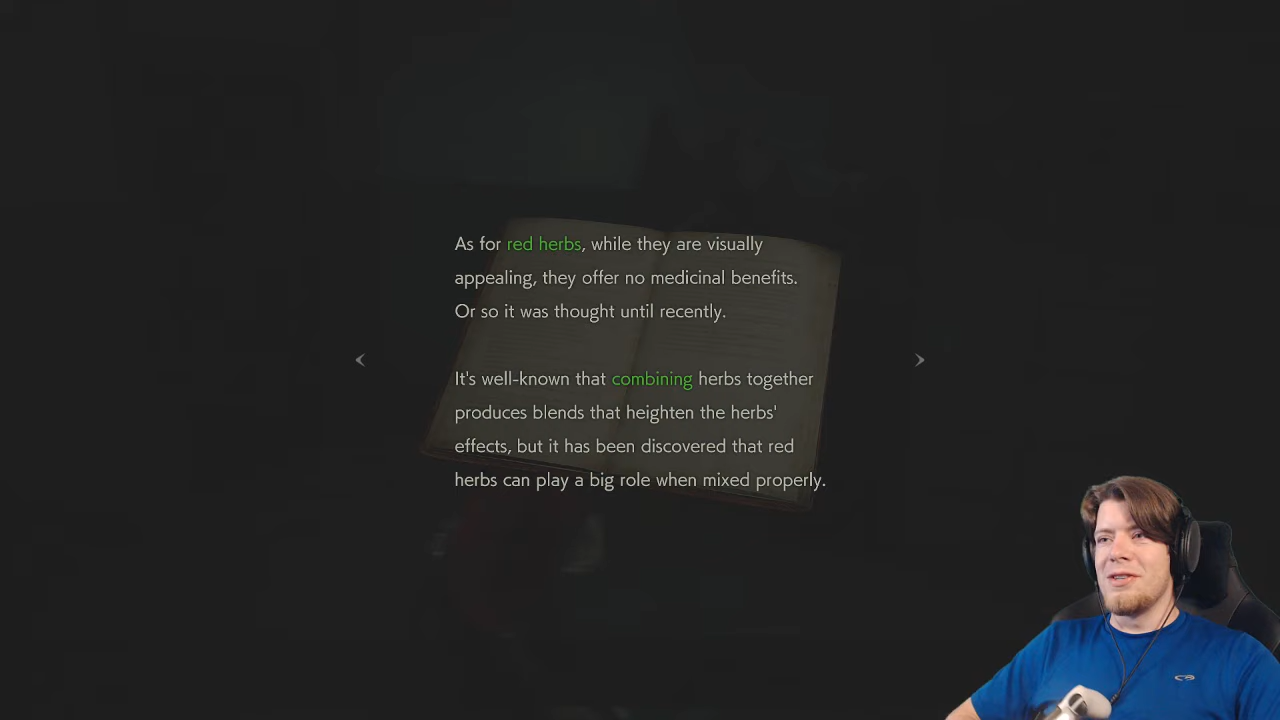 As for red herbs, while they are visually
appealing, they offer no medicinal benefits.
Or so it was thought until recently.
It's well-known that combining herbs together
produces blends that heighten the herbs'
effects, but it has been discovered that red
herbs can play a big role when mixed properly.